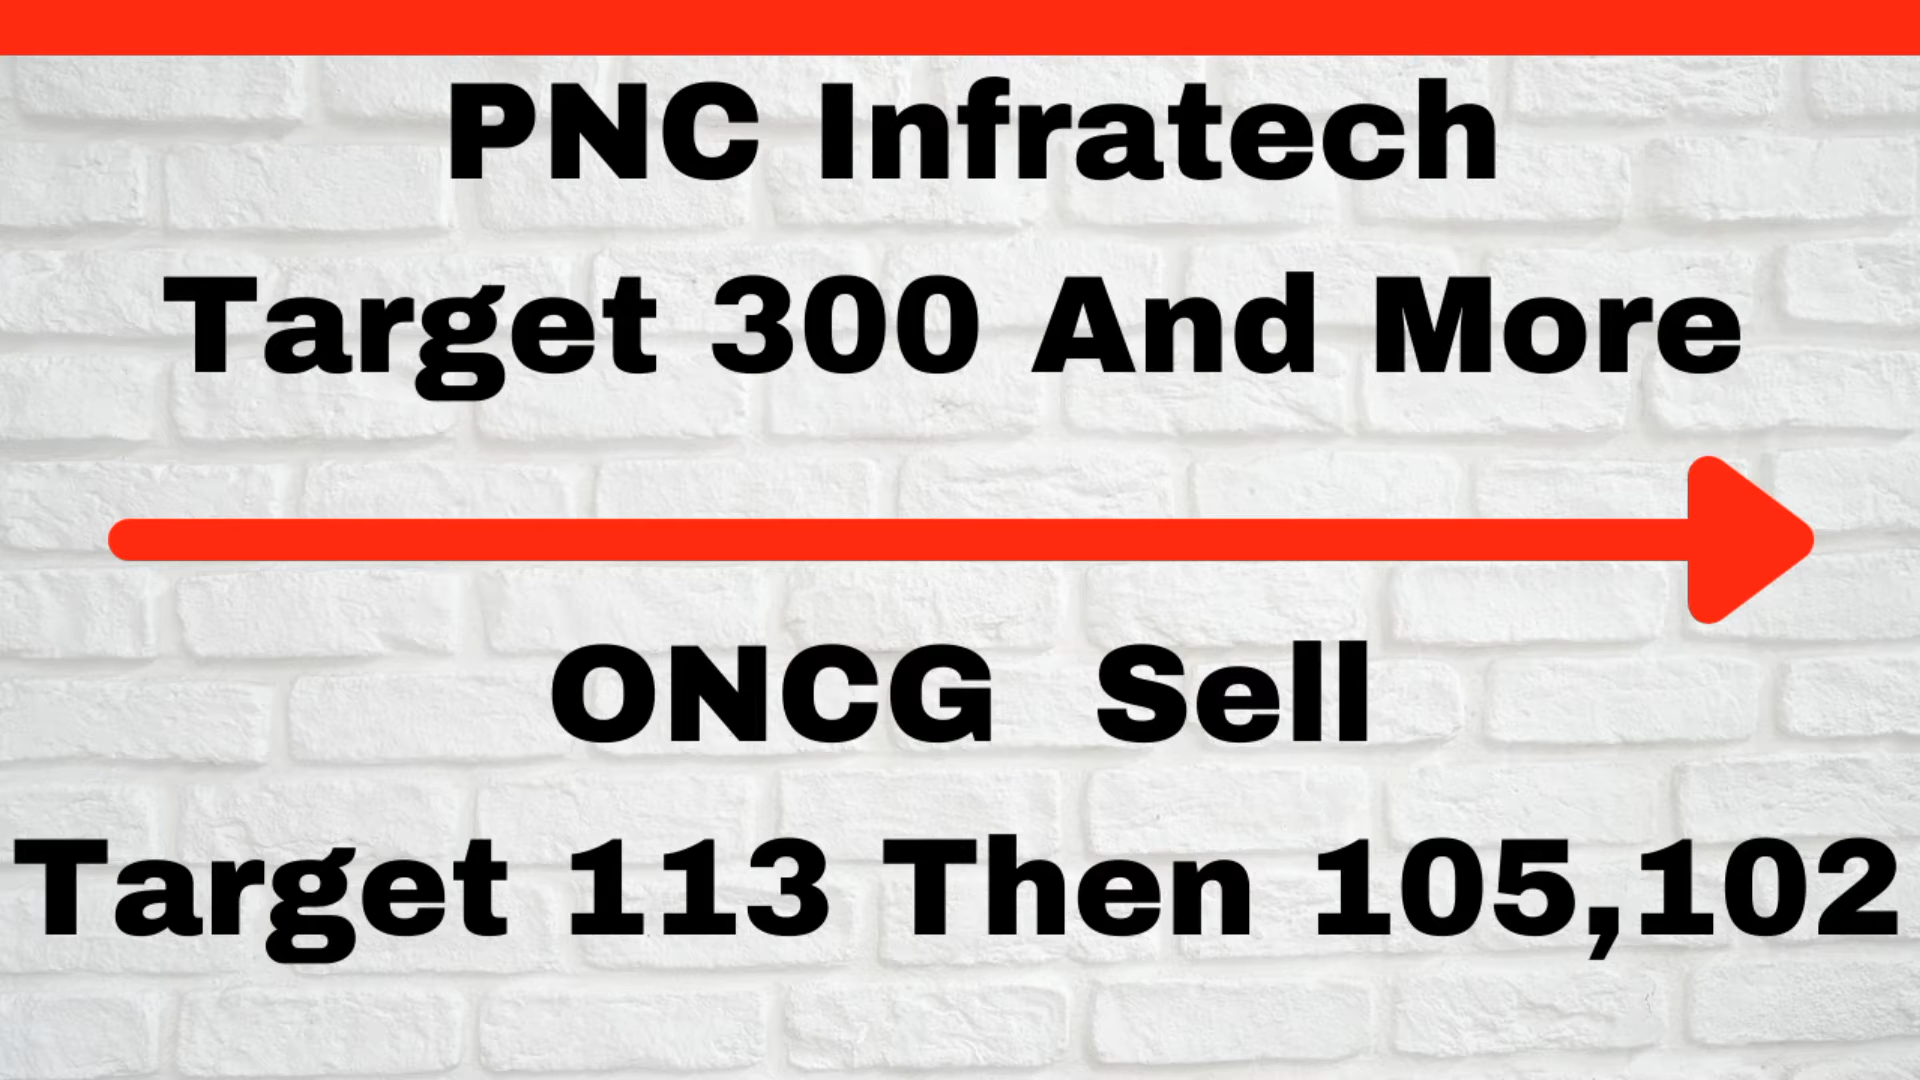 PNC Infratech
Target 300 And More
ONCG Sell
Target 113 Then 105,102